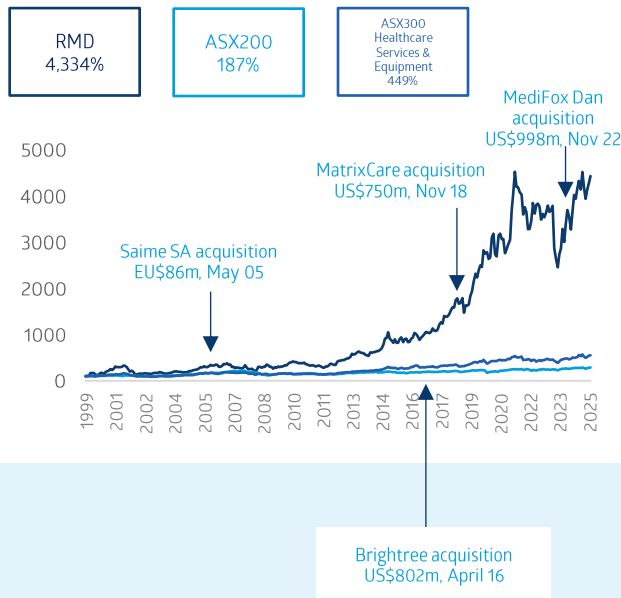 RMD
4,334%
ASX200
187%
ASX300
Healthcare
Services &
Equipment
449%
MediFox Dan
acquisition
US$998m, Nov 22
MatrixCare acquisition
US$750m, Nov 18
Saime SA acquisition
EU$86m, May 05
5000
4000
3000
2000
1000
0
1999
2001
2002
2004
2005
2007
2008
2010
2011
2013
2014
2016
2017
2019
2020
2022
2023
2025
Brightree acquisition
US$802m, April 16